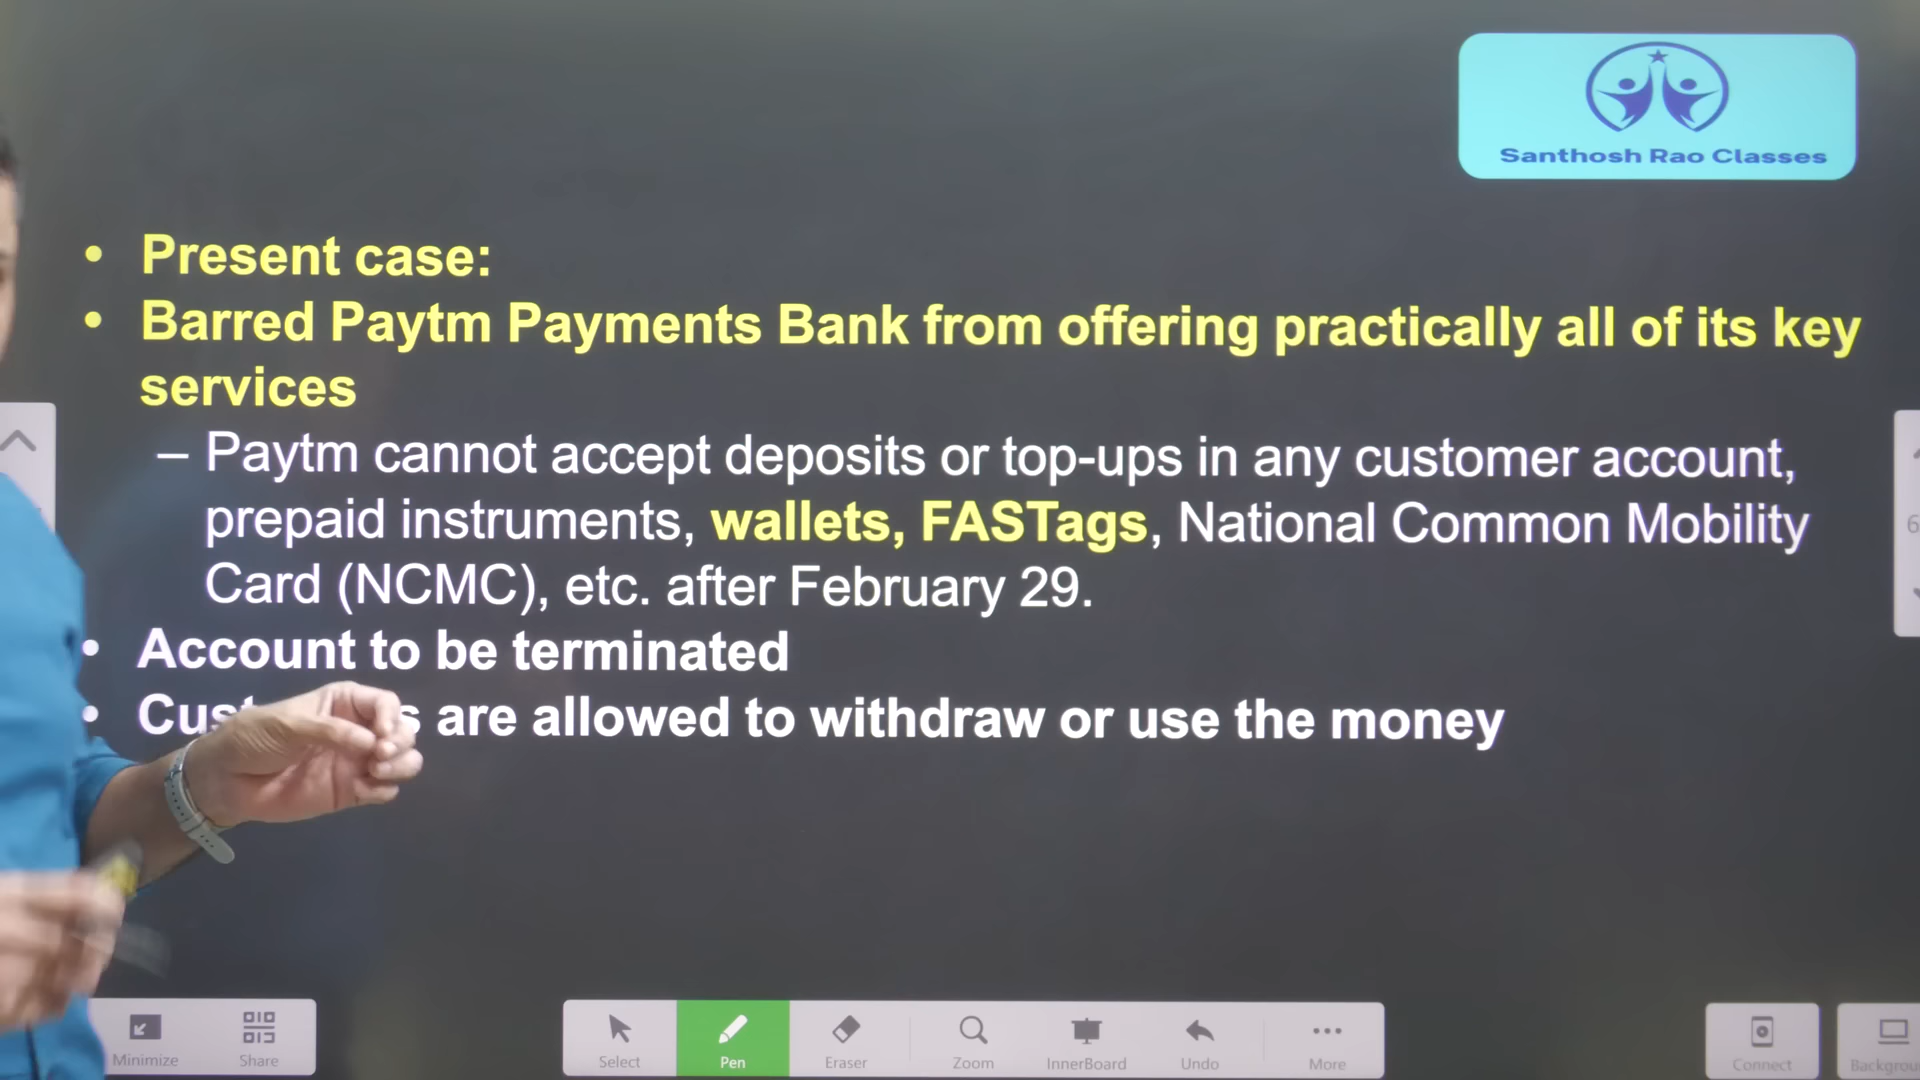 Santhosh Rao Classes
• Present case:
• Barred Paytm Payments Bank from offering practically all of its key
services
– Paytm cannot accept deposits or top-ups in any customer account,
prepaid instruments, wallets, FASTags, National Common Mobility
Card (NCMC), etc. after February 29.
• Account to be terminated
• are allowed to withdraw or use the money
Minimize
Share
Select
Pen
Eraser
Zoom
InnerBoard
Undo
More
Connect